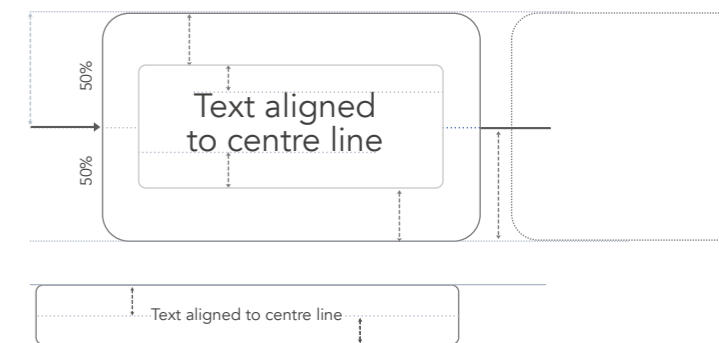 50%
Text aligned
to centre line
50%
Text aligned to centre line